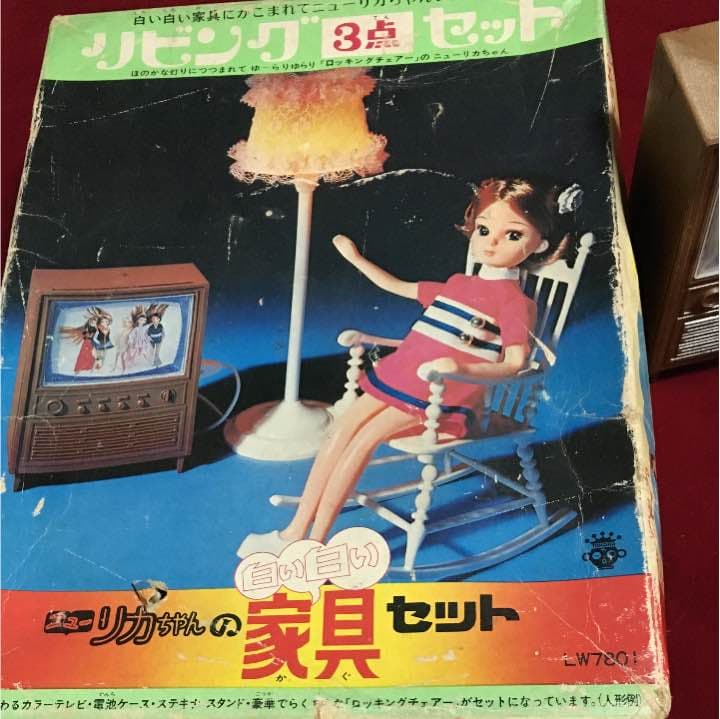 白い白い家具にかこまれてニューリカちゃん
リビング3点セット
ほのかな灯りにつつまれて ゆーらりゆらり「ロッキングチェアー」の ニューリカちゃん
白い白い
ニューリカちゃんの家具セット
かぐ
LW7801
わるカラーテレビ・電池ケース・ステキな スタンド・豪華でらくちんな「ロッキングチェアー」がセットになっています。(人形例)